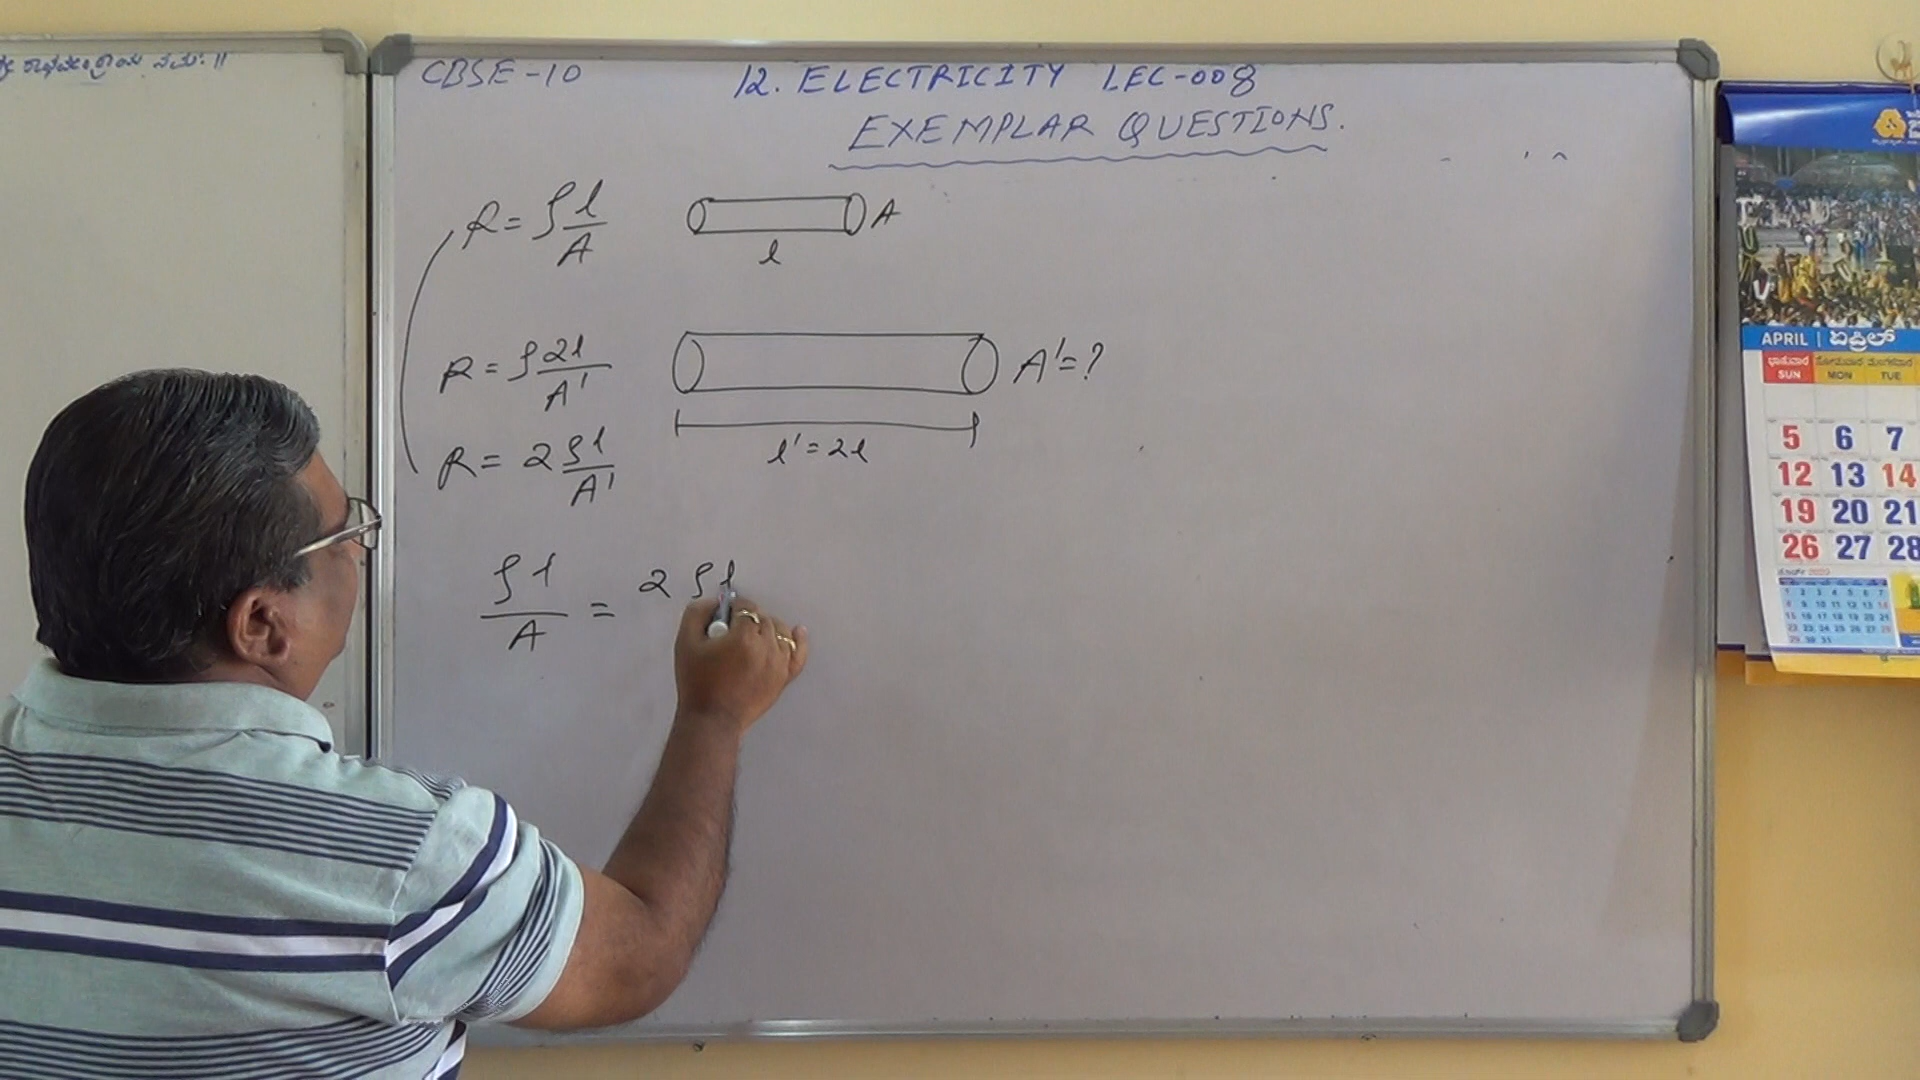 CBSE-10
12. ELECTRICITY LEC-008
EXEMPLAR QUESTIONS.
R = ρ l/A
A
l
R = ρ 2l/A'
A' = ?
l' = 2l
R = 2 ρl/A'
ρl/A = 2 ρl
APRIL | ಏಪ್ರಿಲ್
SUN MON TUE
5 6 7
12 13 14
19 20 21
26 27 28